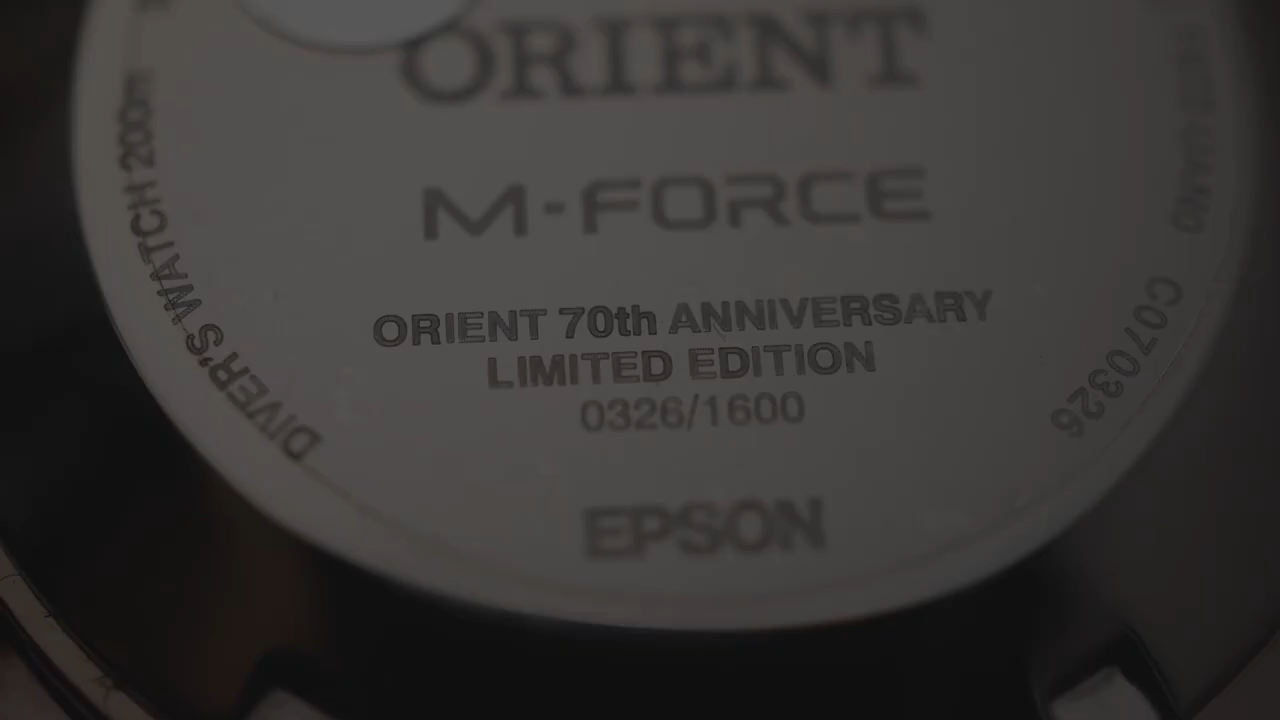 ORIENT
M-FORCE
ORIENT 70th ANNIVERSARY
LIMITED EDITION
0326/1600
EPSON
DIVER'S WATCH 200m
C070326